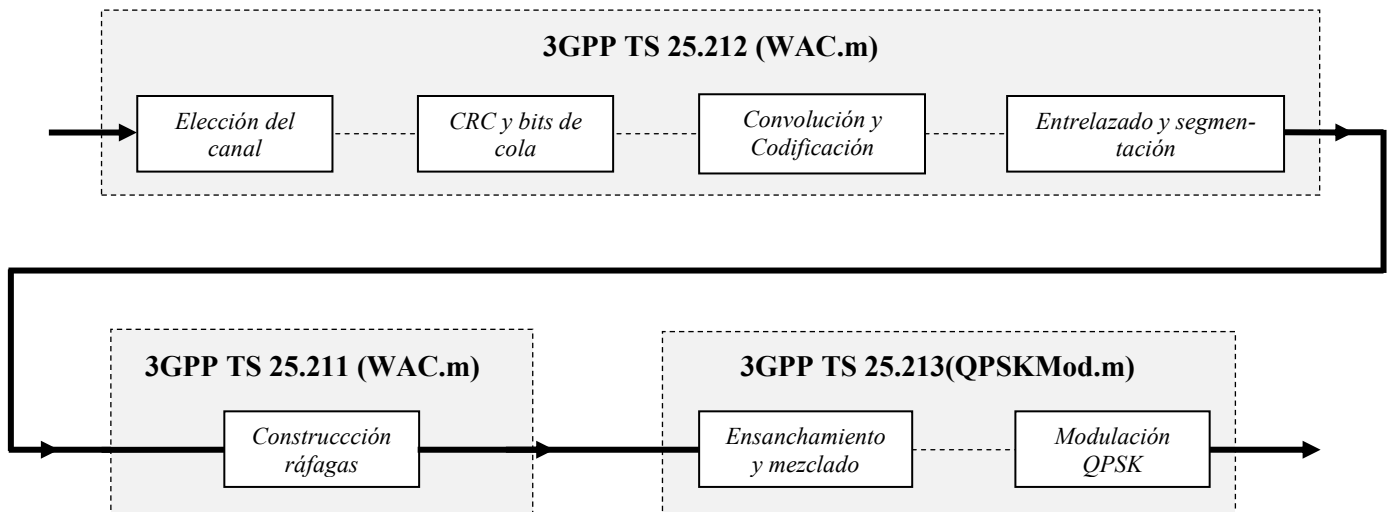 3GPP TS 25.212 (WAC.m)
Elección del
canal
CRC y bits de
cola
Convolución y
Codificación
Entrelazado y segmen-
tación
3GPP TS 25.211 (WAC.m)
Construccción
ráfagas
3GPP TS 25.213(QPSKMod.m)
Ensanchamiento
y mezclado
Modulación
QPSK